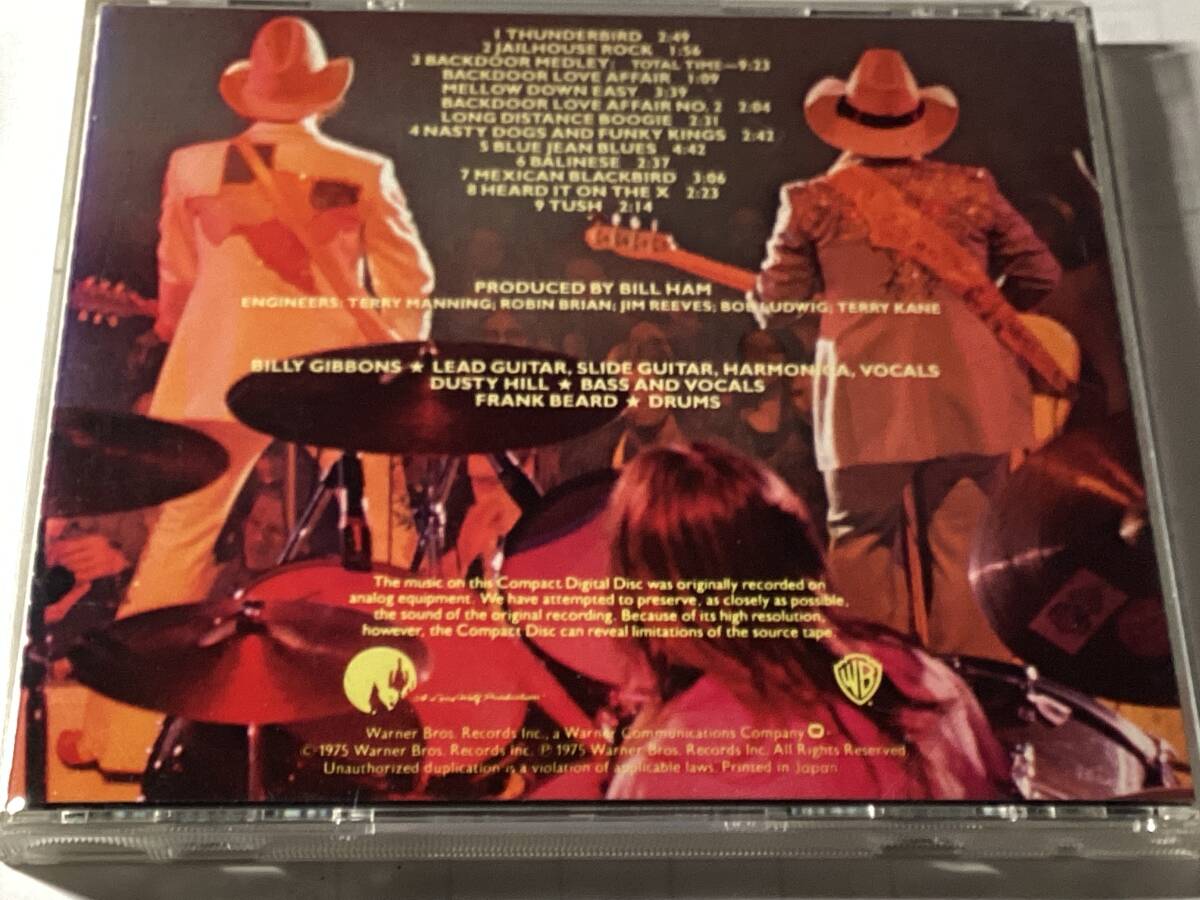 1 THUNDERBIRD 2:49
2 JAILHOUSE ROCK 1:56
3 BACKDOOR MEDLEY: TOTAL TIME—9:23
BACKDOOR LOVE AFFAIR 1:09
MELLOW DOWN EASY 3:39
BACKDOOR LOVE AFFAIR NO. 2 2:04
LONG DISTANCE BOOGIE 2:31
4 NASTY DOGS AND FUNKY KINGS 2:42
5 BLUE JEAN BLUES 4:42
6 BALINESE 2:37
7 MEXICAN BLACKBIRD 3:06
8 HEARD IT ON THE X 2:23
9 TUSH 2:14
PRODUCED BY BILL HAM
ENGINEERS: TERRY MANNING; ROBIN BRIAN; JIM REEVES; BOB LUDWIG; TERRY KANE
BILLY GIBBONS ★ LEAD GUITAR, SLIDE GUITAR, HARMONICA, VOCALS
DUSTY HILL ★ BASS AND VOCALS
FRANK BEARD ★ DRUMS
The music on this Compact Digital Disc was originally recorded on
analog equipment. We have attempted to preserve, as closely as possible,
the sound of the original recording. Because of its high resolution,
however, the Compact Disc can reveal limitations of the source tape.
A Lone Wolf Production
WB
Warner Bros. Records Inc., a Warner Communications Company
© 1975 Warner Bros. Records Inc. ℗ 1975 Warner Bros. Records Inc. All Rights Reserved.
Unauthorized duplication is a violation of applicable laws. Printed in Japan